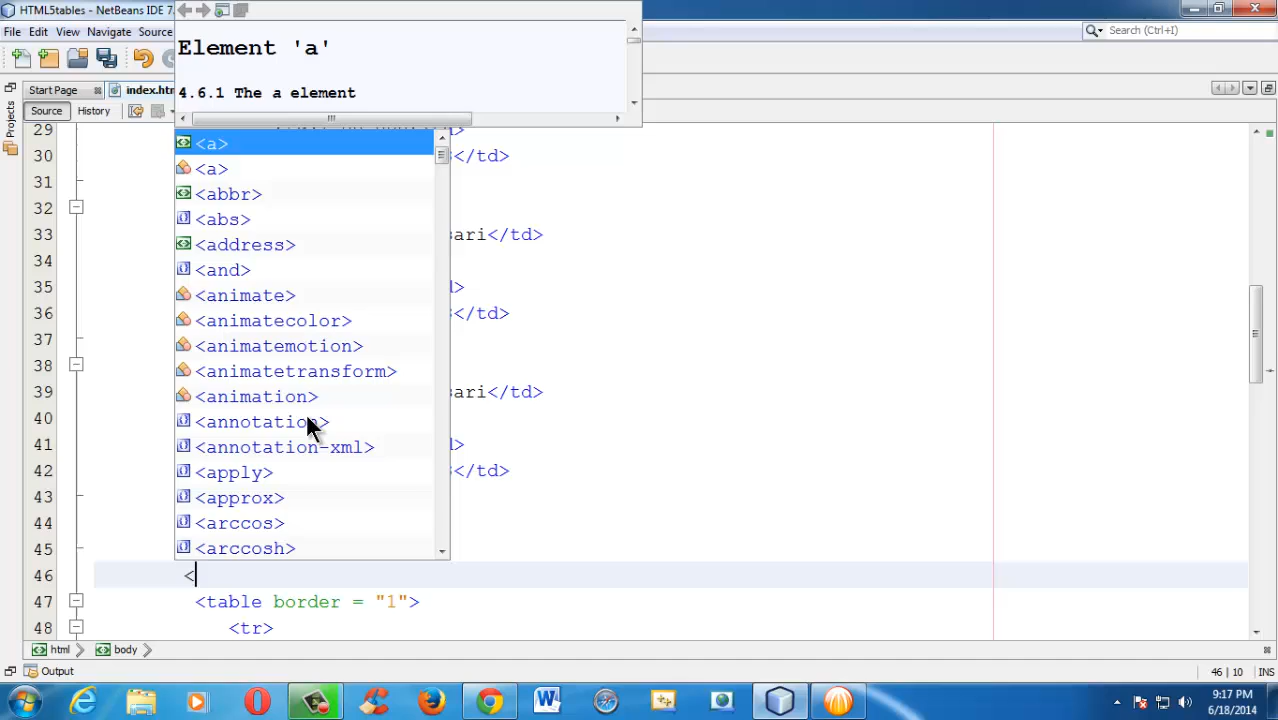 HTML5tables - NetBeans IDE 7.
File Edit View Navigate Source
Search (Ctrl+I)
Element 'a'
4.6.1 The a element
Start Page
index.htm
Source History
Projects
<a>
<a>
<abbr>
<abs>
<address>
<and>
<animate>
<animatecolor>
<animatemotion>
<animatetransform>
<animation>
<annotation>
<annotation-xml>
<apply>
<approx>
<arccos>
<arccosh>
29
30 </td>
31
32
33 </td>
34
35
36 </td>
37
38
39 </td>
40
41
42 </td>
43
44
45
46 <
47 <table border = "1">
48 <tr>
html body
Output
46 | 10 INS
9:17 PM
6/18/2014